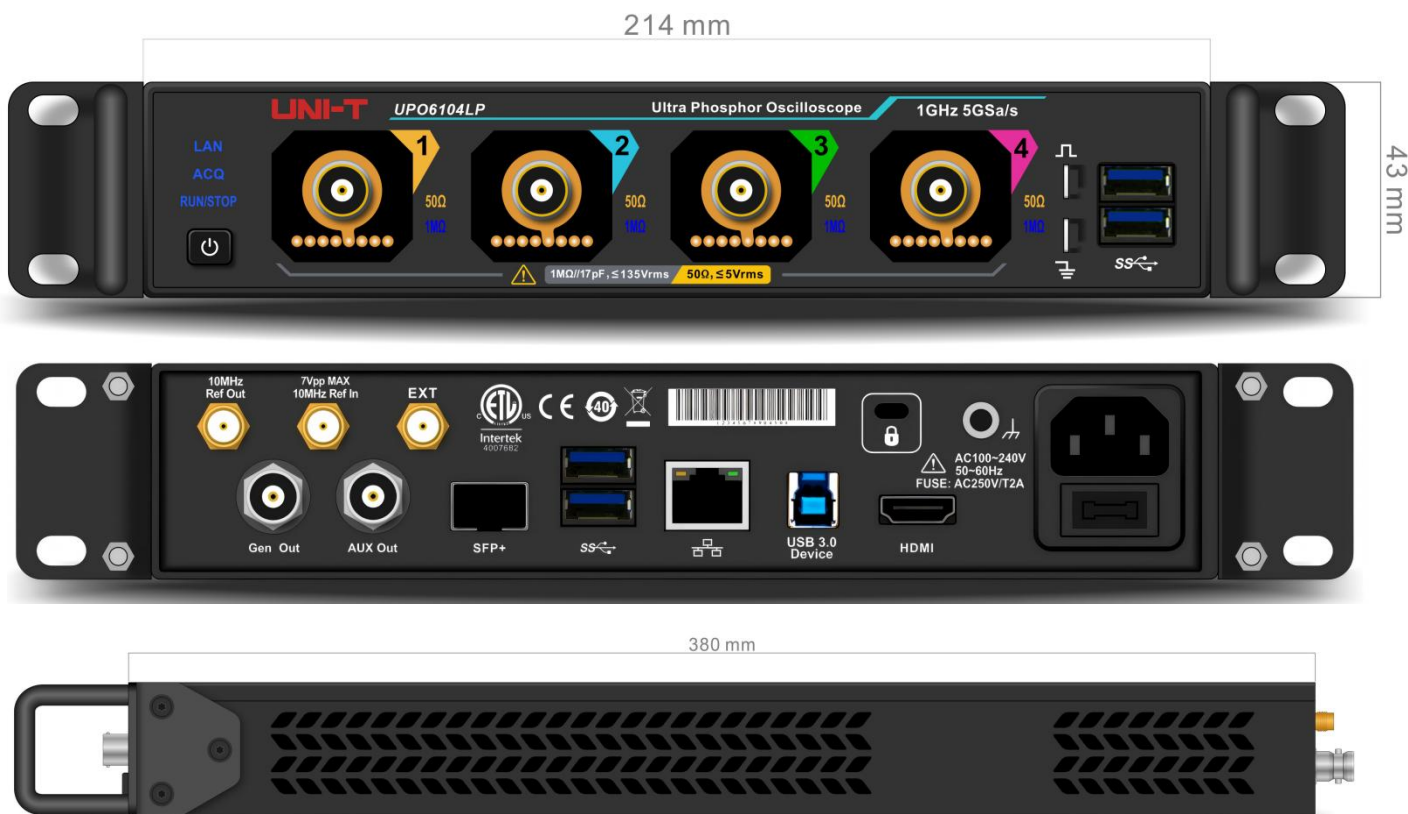 214 mm
UNI-T UPO6104LP Ultra Phosphor Oscilloscope 1GHz 5GSa/s
43 mm
LAN
ACQ
RUN/STOP
1
50Ω
1MΩ
2
50Ω
1MΩ
3
50Ω
1MΩ
4
50Ω
1MΩ
SS
1MΩ//17pF,≤135Vrms 50Ω,≤5Vrms
10MHz
Ref Out
7Vpp MAX
10MHz Ref In
EXT
C ETL US
Intertek
4007682
CE
40
AC100~240V
50~60Hz
FUSE: AC250V/T2A
Gen Out
AUX Out
SFP+
SS
USB 3.0
Device
HDMI
380 mm